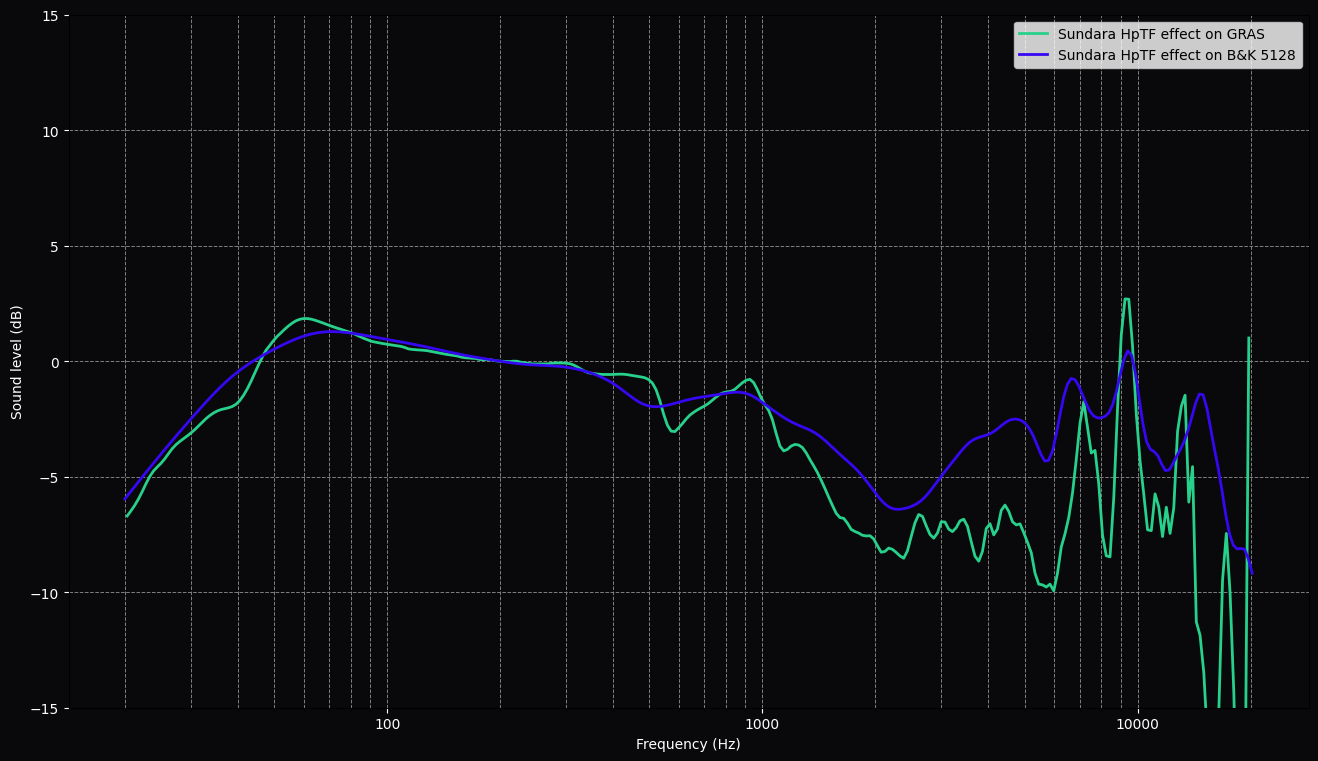 Sundara HpTF effect on GRAS
Sundara HpTF effect on B&K 5128
15
10
5
0
−5
−10
−15
Sound level (dB)
100
1000
10000
Frequency (Hz)